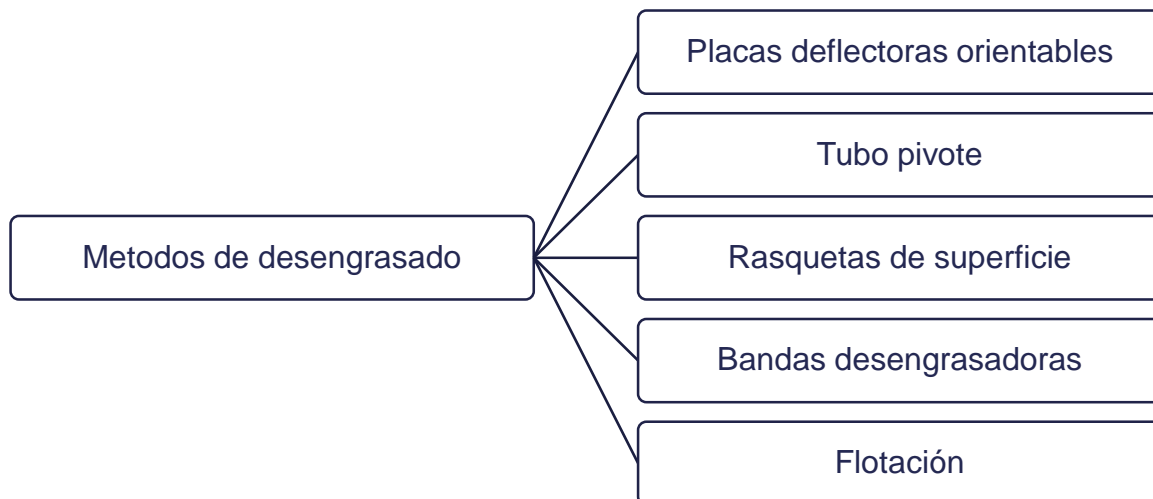 Placas deflectoras orientables
Tubo pivote
Metodos de desengrasado
Rasquetas de superficie
Bandas desengrasadoras
Flotación